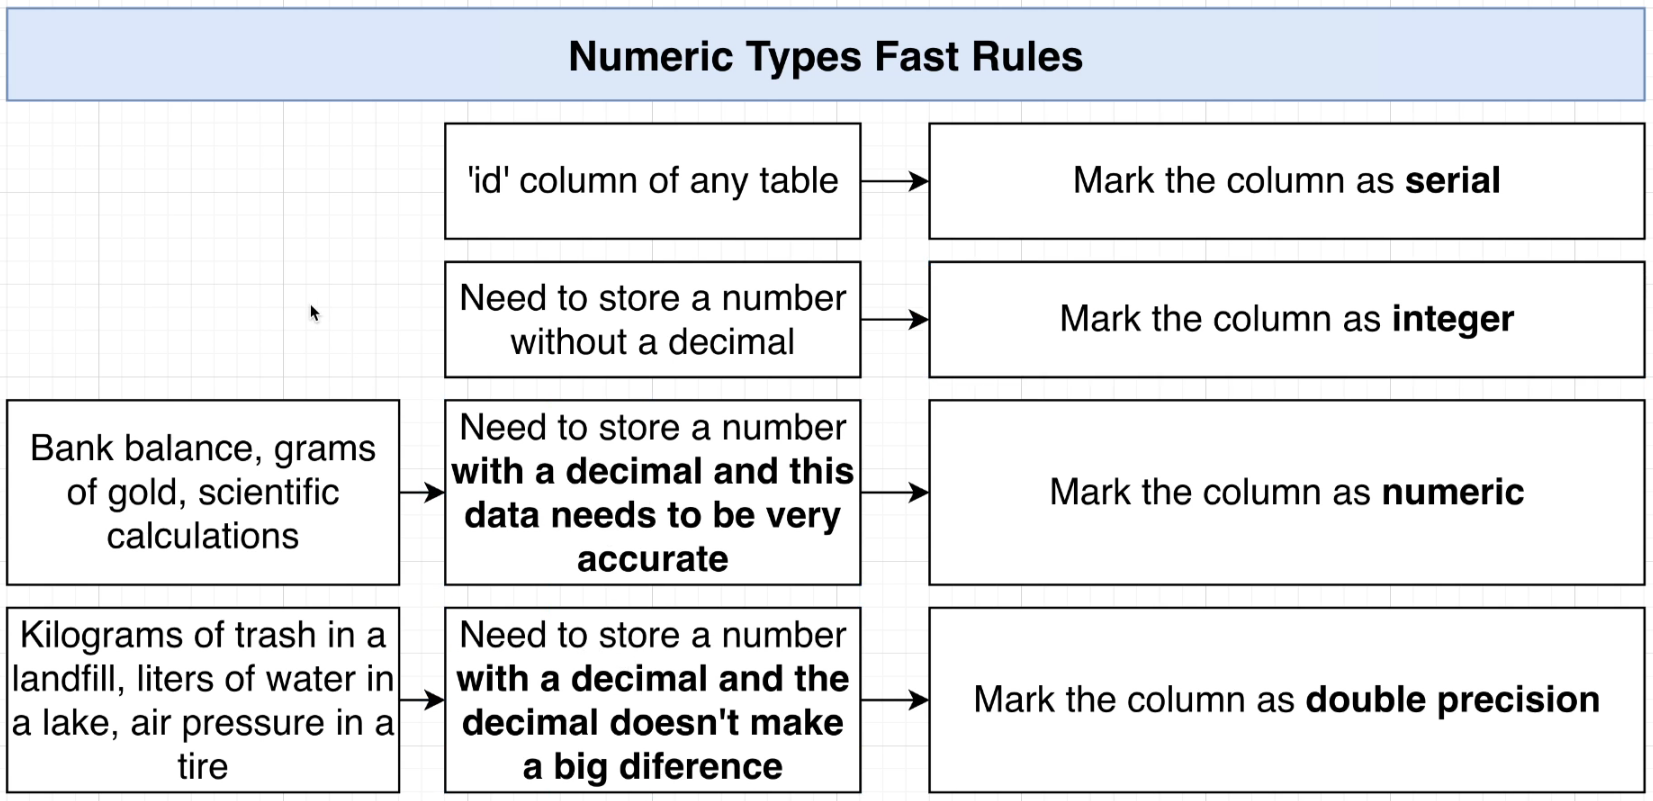 Numeric Types Fast Rules
'id' column of any table
Mark the column as serial
Need to store a number
without a decimal
Mark the column as integer
Bank balance, grams
of gold, scientific
calculations
Need to store a number
with a decimal and this
data needs to be very
accurate
Mark the column as numeric
Kilograms of trash in a
landfill, liters of water in
a lake, air pressure in a
tire
Need to store a number
with a decimal and the
decimal doesn't make
a big diference
Mark the column as double precision